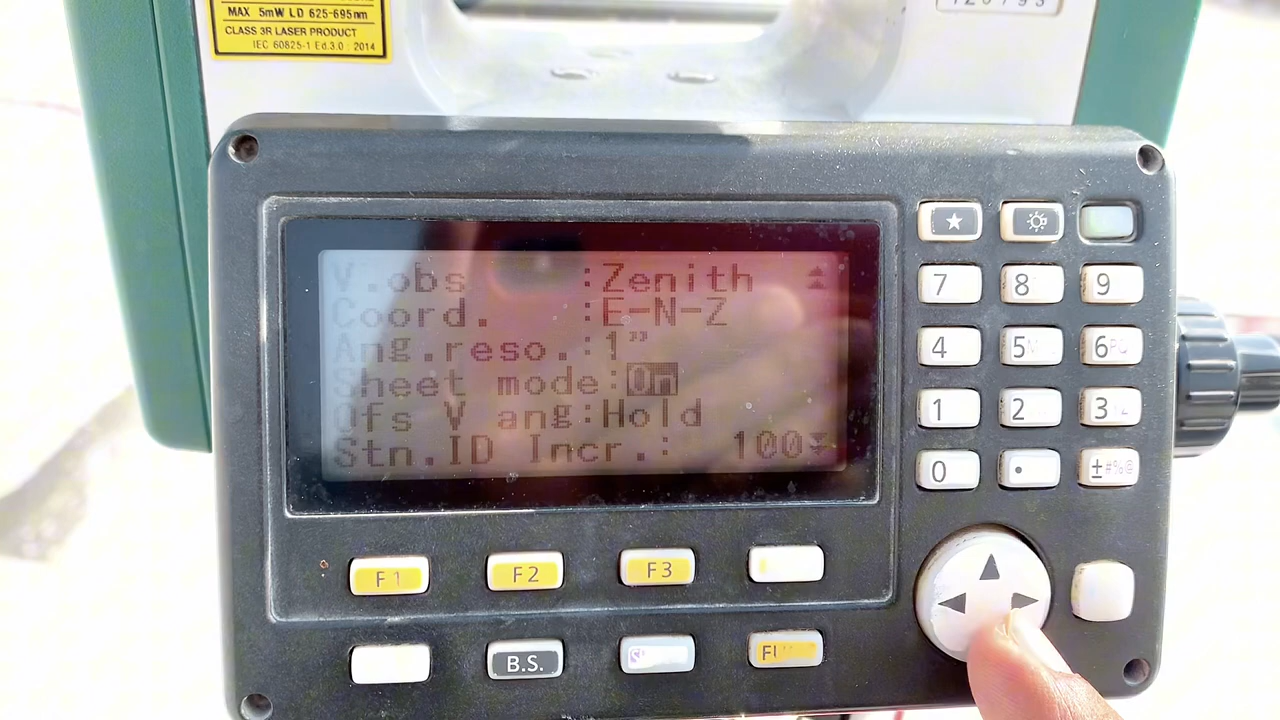 MAX 5mW LD 625-695nm
CLASS 3R LASER PRODUCT
IEC 60825-1 Ed.3.0 : 2014
V.obs :Zenith
Coord. :E-N-Z
Ang.reso.:1"
Sheet mode:On
Ofs V ang:Hold
Stn.ID Incr.: 100
7 8 9
4 5 6
1 2 3
0 . ±#%@
F1 F2 F3
B.S.